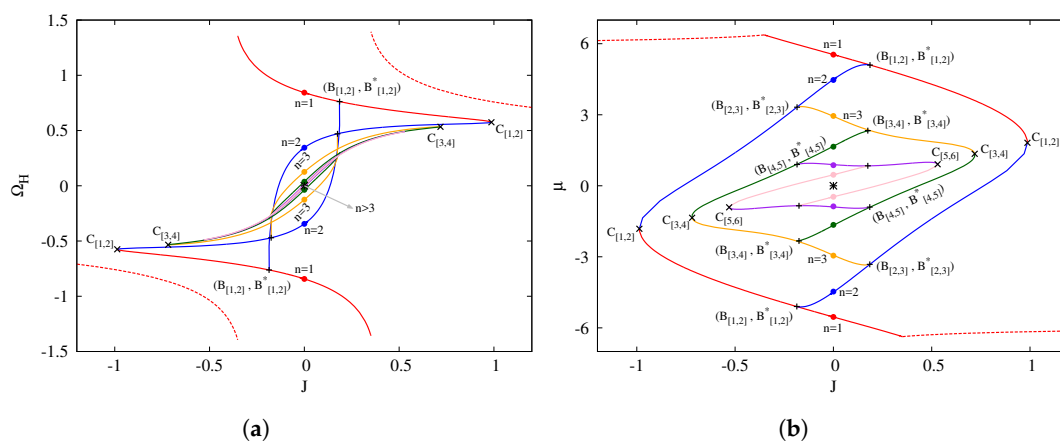 1.5
1
0.5
0
-0.5
-1
-1.5
Ω_H
-1
-0.5
0
0.5
1
J
n=1
(B_[1,2] , B*_[1,2])
n=2
C_[1,2]
C_[3,4]
n=3
n>3
n=3
C_[3,4]
C_[1,2]
n=2
(B_[1,2] , B*_[1,2])
n=1
(a)
6
3
0
-3
-6
μ
-1
-0.5
0
0.5
1
J
n=1
(B_[1,2] , B*_[1,2])
n=2
(B_[2,3] , B*_[2,3])
n=3
(B_[3,4] , B*_[3,4])
C_[1,2]
(B_[4,5] , B*_[4,5])
C_[5,6]
C_[3,4]
C_[3,4]
C_[5,6]
(B_[4,5] , B*_[4,5])
C_[1,2]
(B_[3,4] , B*_[3,4])
n=3
(B_[2,3] , B*_[2,3])
n=2
(B_[1,2] , B*_[1,2])
n=1
(b)